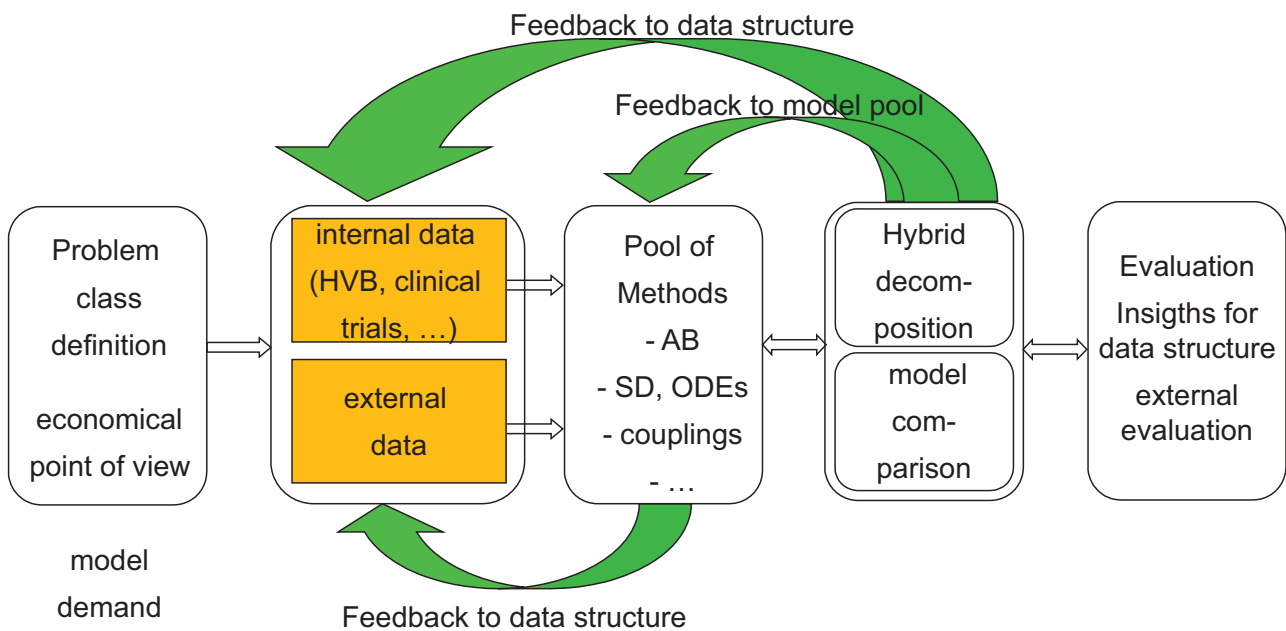 Feedback to data structure
Feedback to model pool
Problem
class
definition
economical
point of view
model
demand
internal data
(HVB, clinical
trials, …)
external
data
Pool of
Methods
- AB
- SD, ODEs
- couplings
- …
Hybrid
decom-
position
model
com-
parison
Evaluation
Insigths for
data structure
external
evaluation
Feedback to data structure